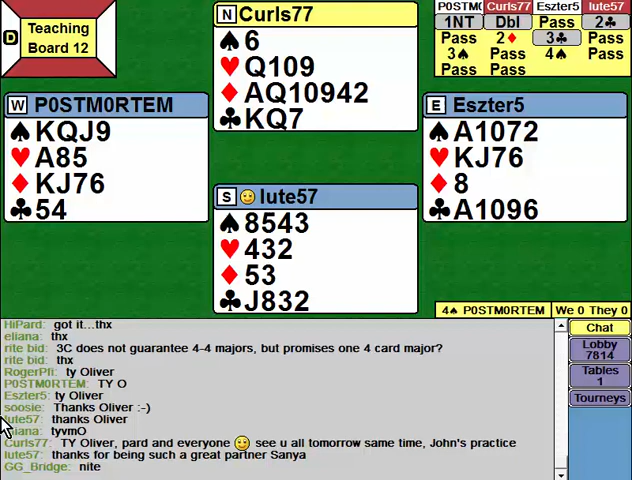 D
Teaching
Board 12
N Curls77
♠6
♥Q109
♦AQ10942
♣KQ7
P0STM0 Curls77 Eszter5 lute57
1NT Dbl Pass 2♣
Pass 2♦ 3♣ Pass
3♠ Pass 4♠ Pass
Pass Pass
W P0STM0RTEM
♠KQJ9
♥A85
♦KJ76
♣54
E Eszter5
♠A1072
♥KJ76
♦8
♣A1096
S lute57
♠8543
♥432
♦53
♣J832
4♠ P0STM0RTEM We 0 They 0
HiPard: got it...thx
eliana: thx
rite bid: 3C does not guarantee 4-4 majors, but promises one 4 card major?
rite bid: thx
RogerPfi: ty Oliver
P0STM0RTEM: TY O
Eszter5: ty Oliver
soosie: Thanks Oliver :-)
lute57: thanks Oliver
liana: tyvmO
Curls77: TY Oliver, pard and everyone see u all tomorrow same time, John's practice
lute57: thanks for being such a great partner Sanya
GG_Bridge: nite
Chat
Lobby
7814
Tables
1
Tourneys